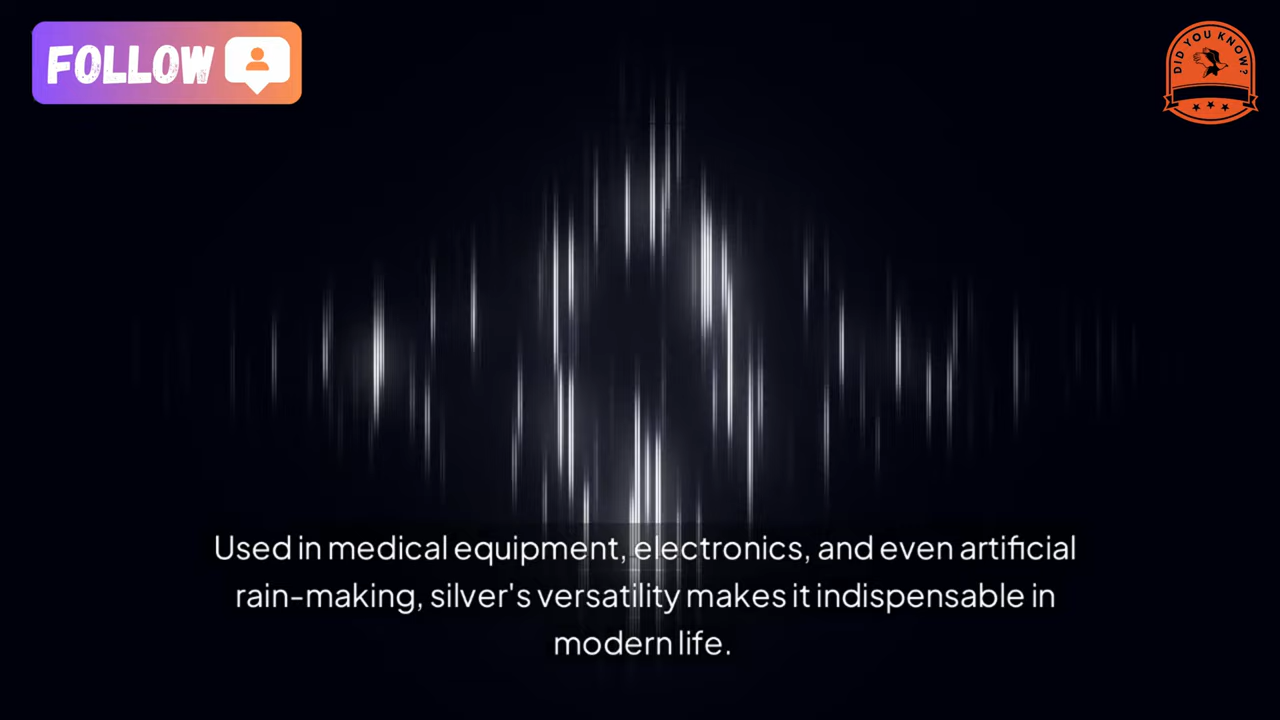 FOLLOW
DID YOU KNOW?
Used in medical equipment, electronics, and even artificial
rain-making, silver's versatility makes it indispensable in
modern life.